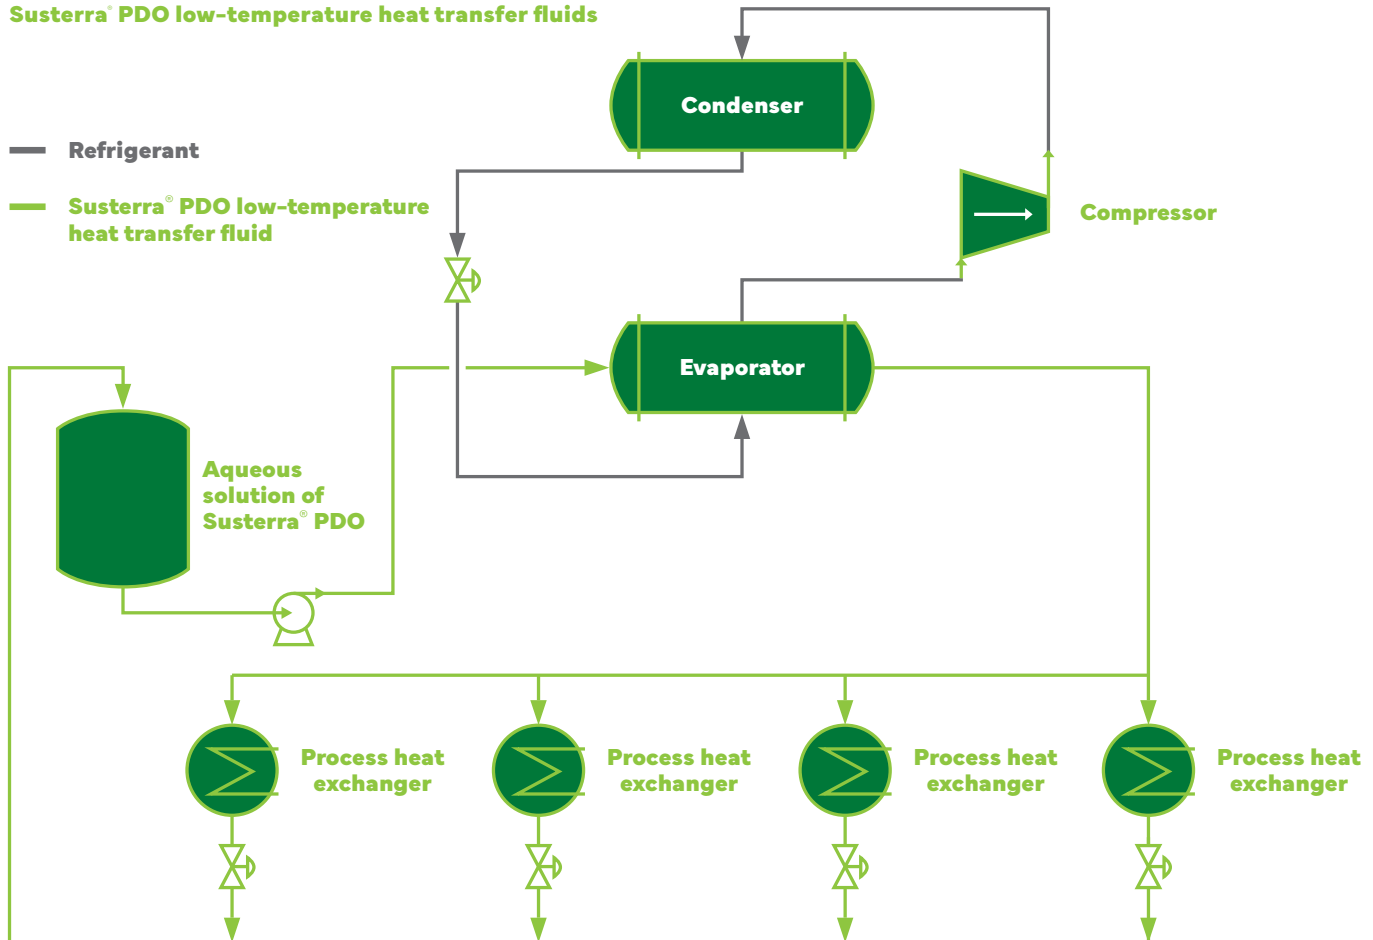 Susterra® PDO low-temperature heat transfer fluids
Condenser
Refrigerant
Susterra® PDO low-temperature
heat transfer fluid
Compressor
Evaporator
Aqueous
solution of
Susterra® PDO
Process heat
exchanger
Process heat
exchanger
Process heat
exchanger
Process heat
exchanger